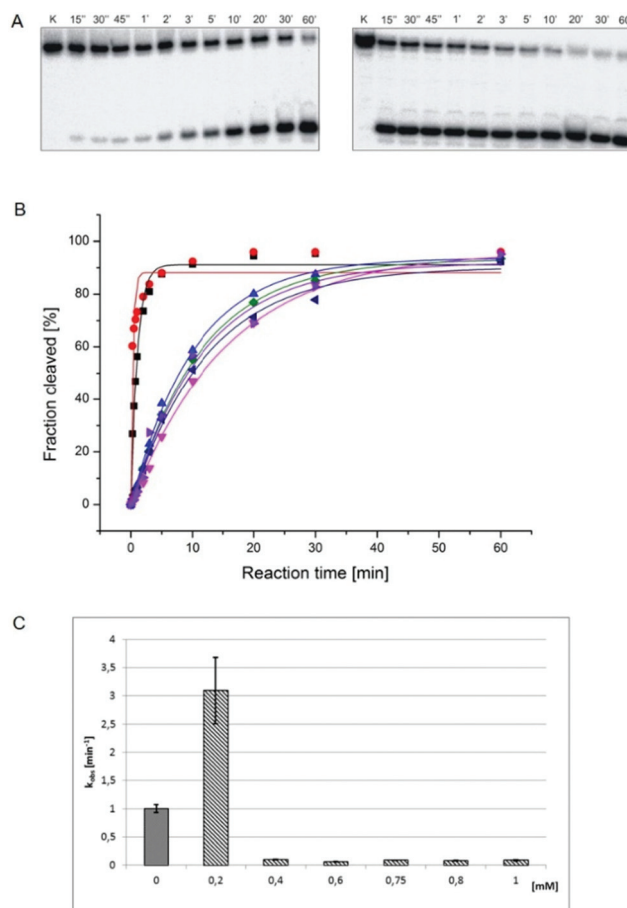 A
K 15" 30" 45" 1' 2' 3' 5' 10' 20' 30' 60'
K 15" 30" 45" 1' 2' 3' 5' 10' 20' 30' 60'
B
100
80
60
40
20
0
Fraction cleaved [%]
0 10 20 30 40 50 60
Reaction time [min]
C
4
3,5
3
2,5
2
1,5
1
0,5
0
kobs [min-1]
0 0,2 0,4 0,6 0,75 0,8 1 [mM]